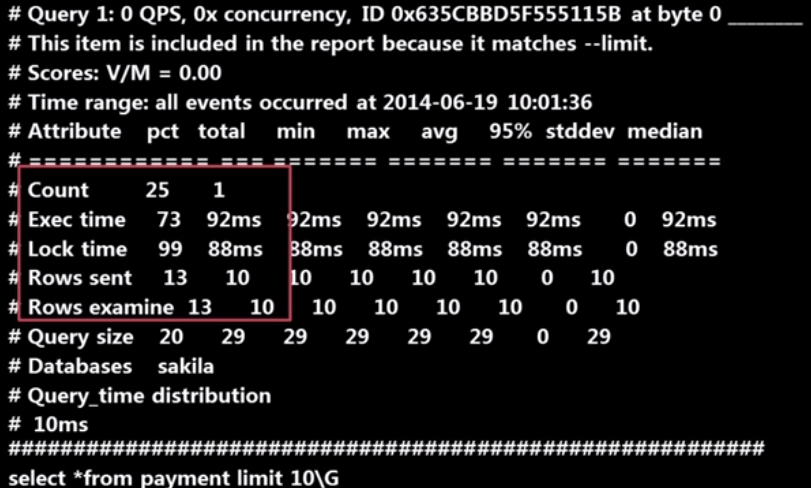 # Query 1: 0 QPS, 0x concurrency, ID 0x635CBBD5F555115B at byte 0 ________
# This item is included in the report because it matches --limit.
# Scores: V/M = 0.00
# Time range: all events occurred at 2014-06-19 10:01:36
# Attribute pct total min max avg 95% stddev median
# ============ === ======= ======= ======= =======
# Count 25 1
# Exec time 73 92ms 92ms 92ms 92ms 92ms 0 92ms
# Lock time 99 88ms 88ms 88ms 88ms 88ms 0 88ms
# Rows sent 13 10 10 10 10 10 0 10
# Rows examine 13 10 10 10 10 10 0 10
# Query size 20 29 29 29 29 29 0 29
# Databases sakila
# Query_time distribution
# 10ms
##########################################################
select *from payment limit 10\G